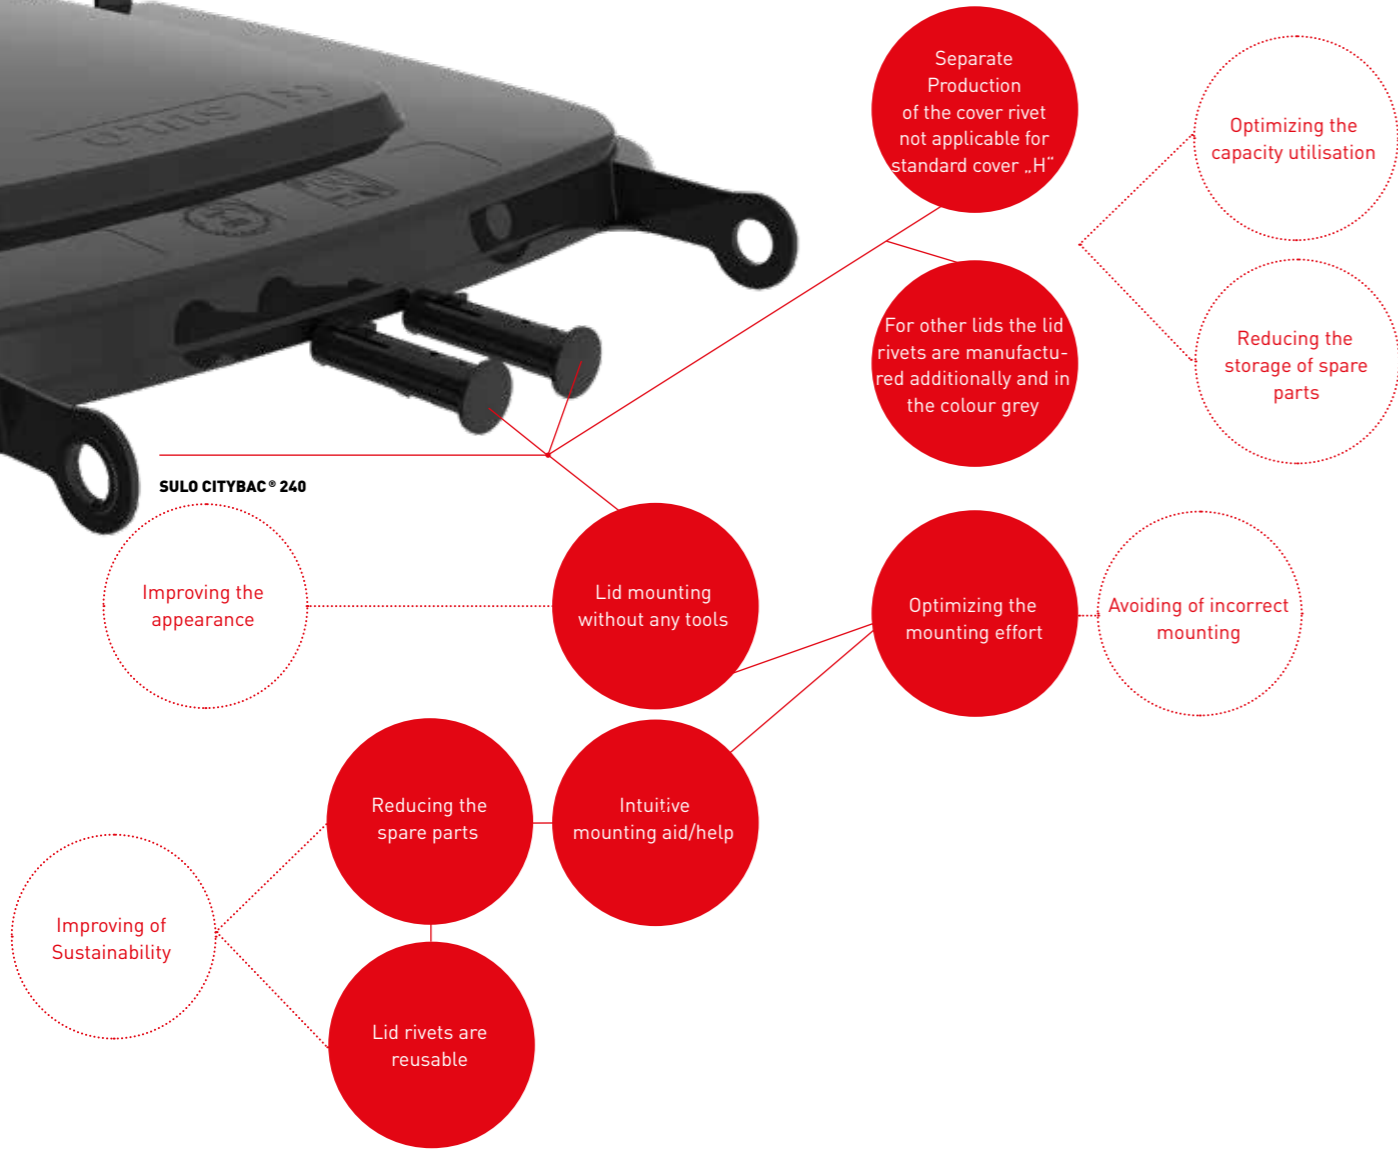 SULO
Separate
Production
of the cover rivet
not applicable for
standard cover „H“
Optimizing the
capacity utilisation
For other lids the lid
rivets are manufactu-
red additionally and in
the colour grey
Reducing the
storage of spare
parts
SULO CITYBAC® 240
Improving the
appearance
Lid mounting
without any tools
Optimizing the
mounting effort
Avoiding of incorrect
mounting
Reducing the
spare parts
Intuitive
mounting aid/help
Improving of
Sustainability
Lid rivets are
reusable